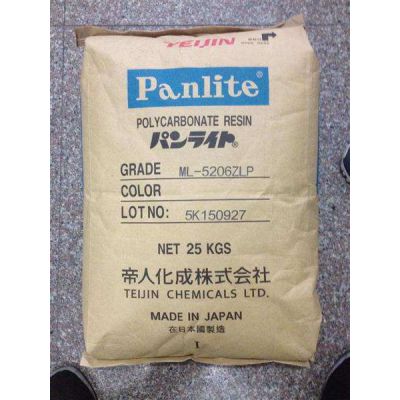 TEIJIN
Panlite®
POLYCARBONATE RESIN
パンライト®
GRADE ML-5206ZLP
COLOR
LOT NO: 5K150927
NET 25 KGS
帝人化成株式会社
TEIJIN CHEMICALS LTD.
MADE IN JAPAN
在日本國製造
I